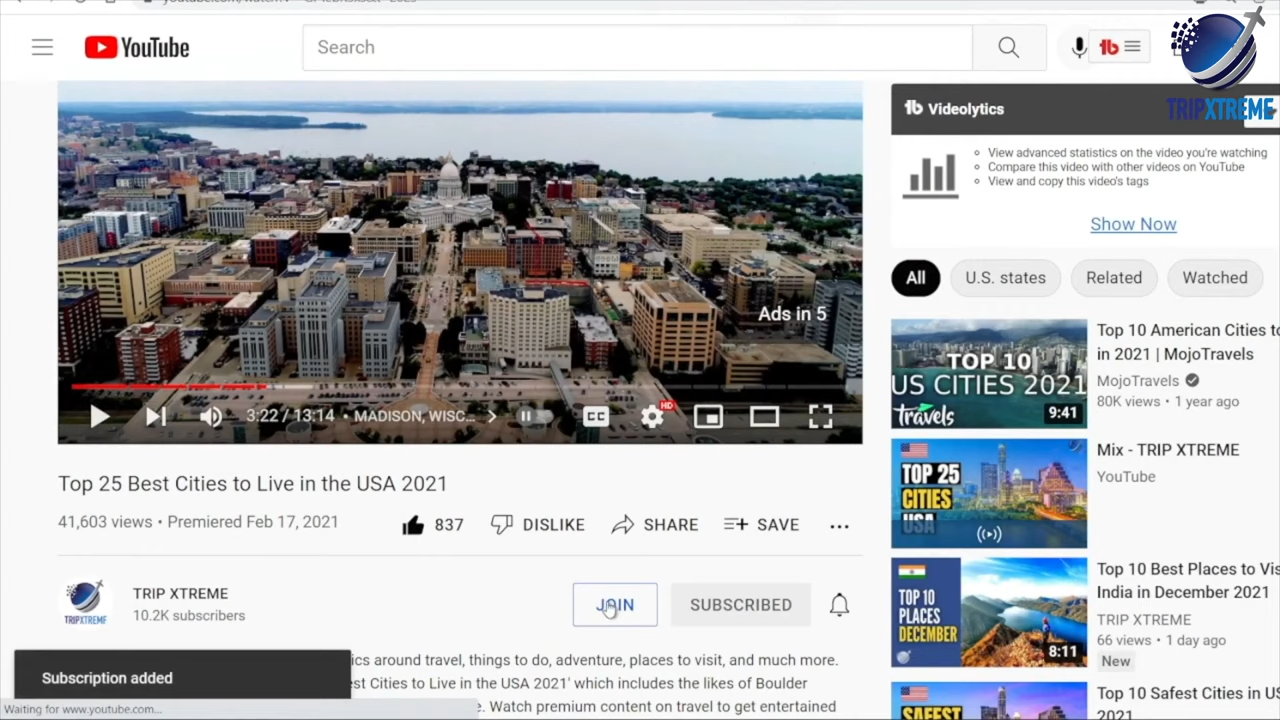 YouTube
Search
TRIPXTREME
Videolytics
View advanced statistics on the video you're watching
Compare this video with other videos on YouTube
View and copy this video's tags
Show Now
All
U.S. states
Related
Watched
Ads in 5
3:22 / 13:14 • MADISON, WISC...
CC
HD
Top 25 Best Cities to Live in the USA 2021
41,603 views • Premiered Feb 17, 2021
837
DISLIKE
SHARE
SAVE
TRIP XTREME
10.2K subscribers
TRIPXTREME
JOIN
SUBSCRIBED
ics around travel, things to do, adventure, places to visit, and much more.
st Cities to Live in the USA 2021' which includes the likes of Boulder
e. Watch premium content on travel to get entertained
Subscription added
Waiting for www.youtube.com...
TOP 10
US CITIES 2021
travels
9:41
Top 10 American Cities to
in 2021 | MojoTravels
MojoTravels
80K views • 1 year ago
TOP 25
CITIES
USA
Mix - TRIP XTREME
YouTube
TOP 10
PLACES
DECEMBER
8:11
Top 10 Best Places to Vis
India in December 2021
TRIP XTREME
66 views • 1 day ago
New
SAFEST
Top 10 Safest Cities in US
2021